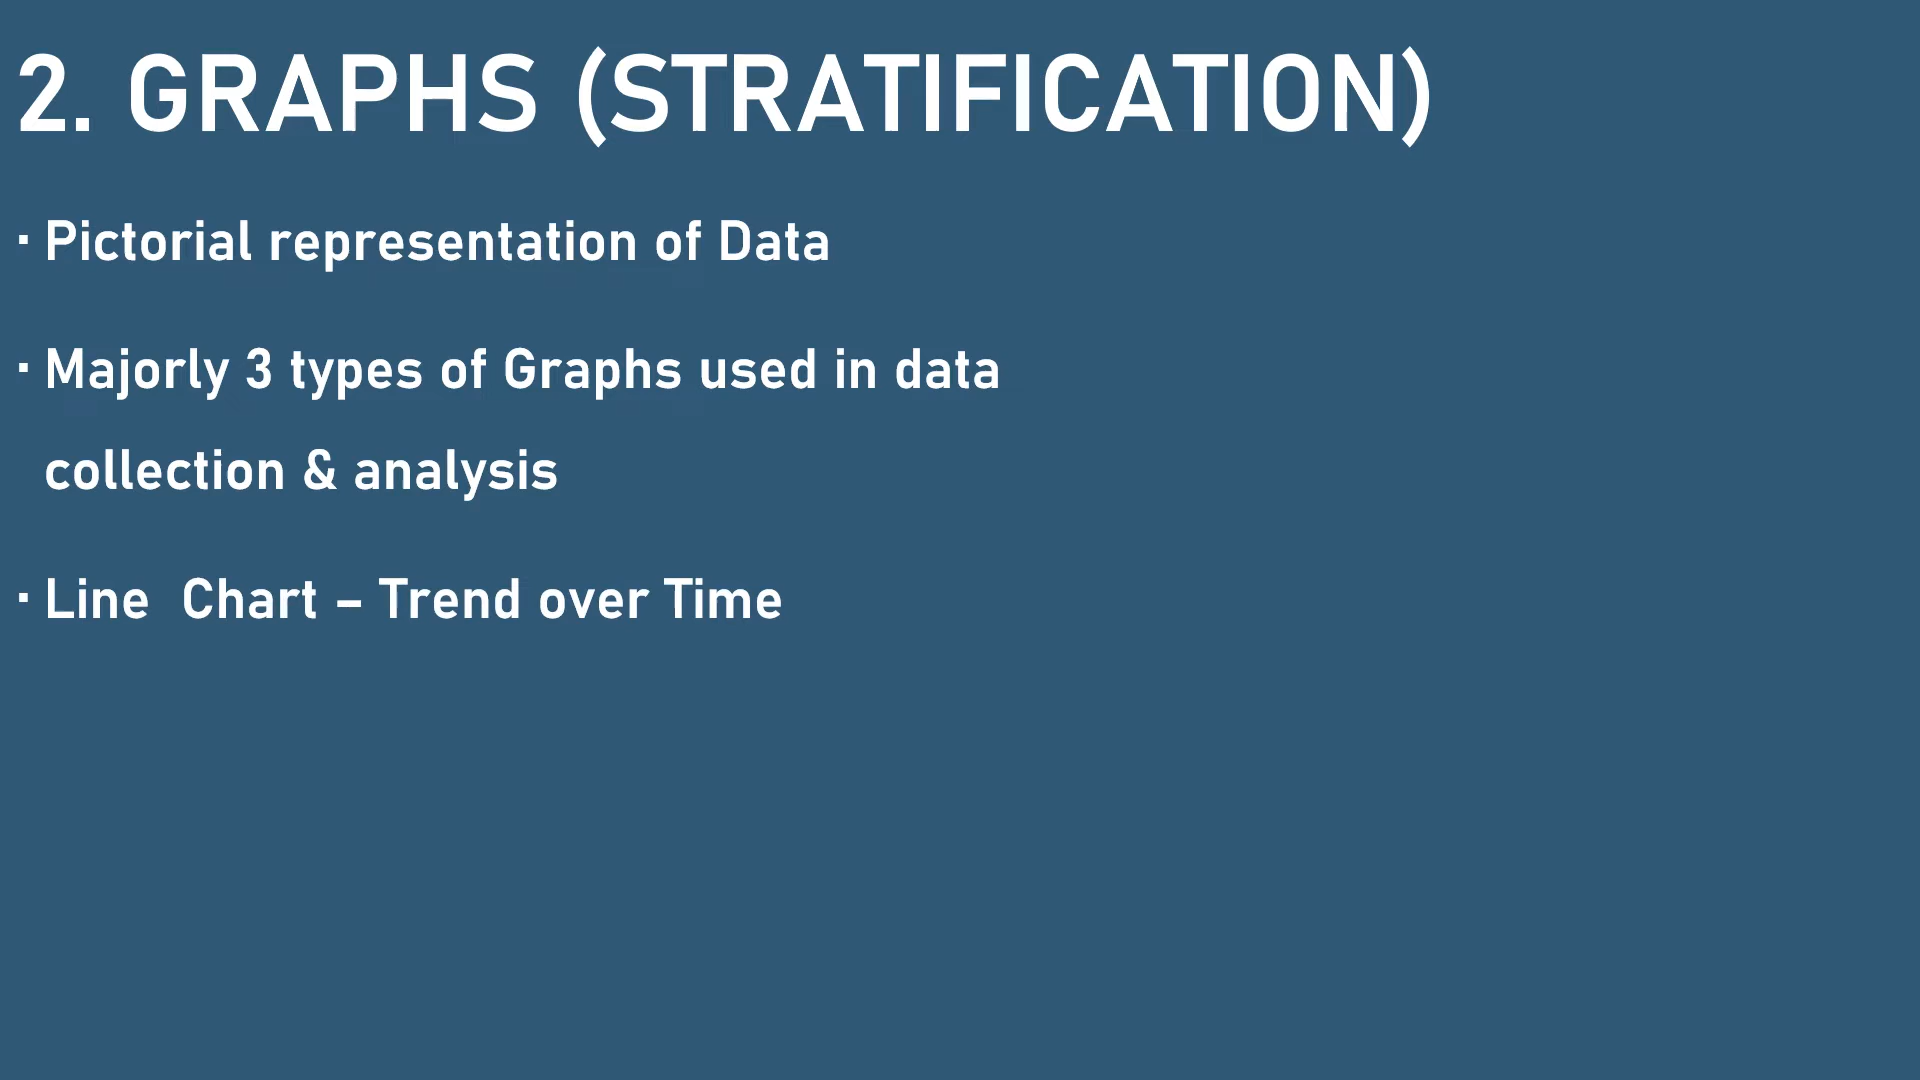 2. GRAPHS (STRATIFICATION)
▪ Pictorial representation of Data
▪ Majorly 3 types of Graphs used in data
collection & analysis
▪ Line  Chart – Trend over Time